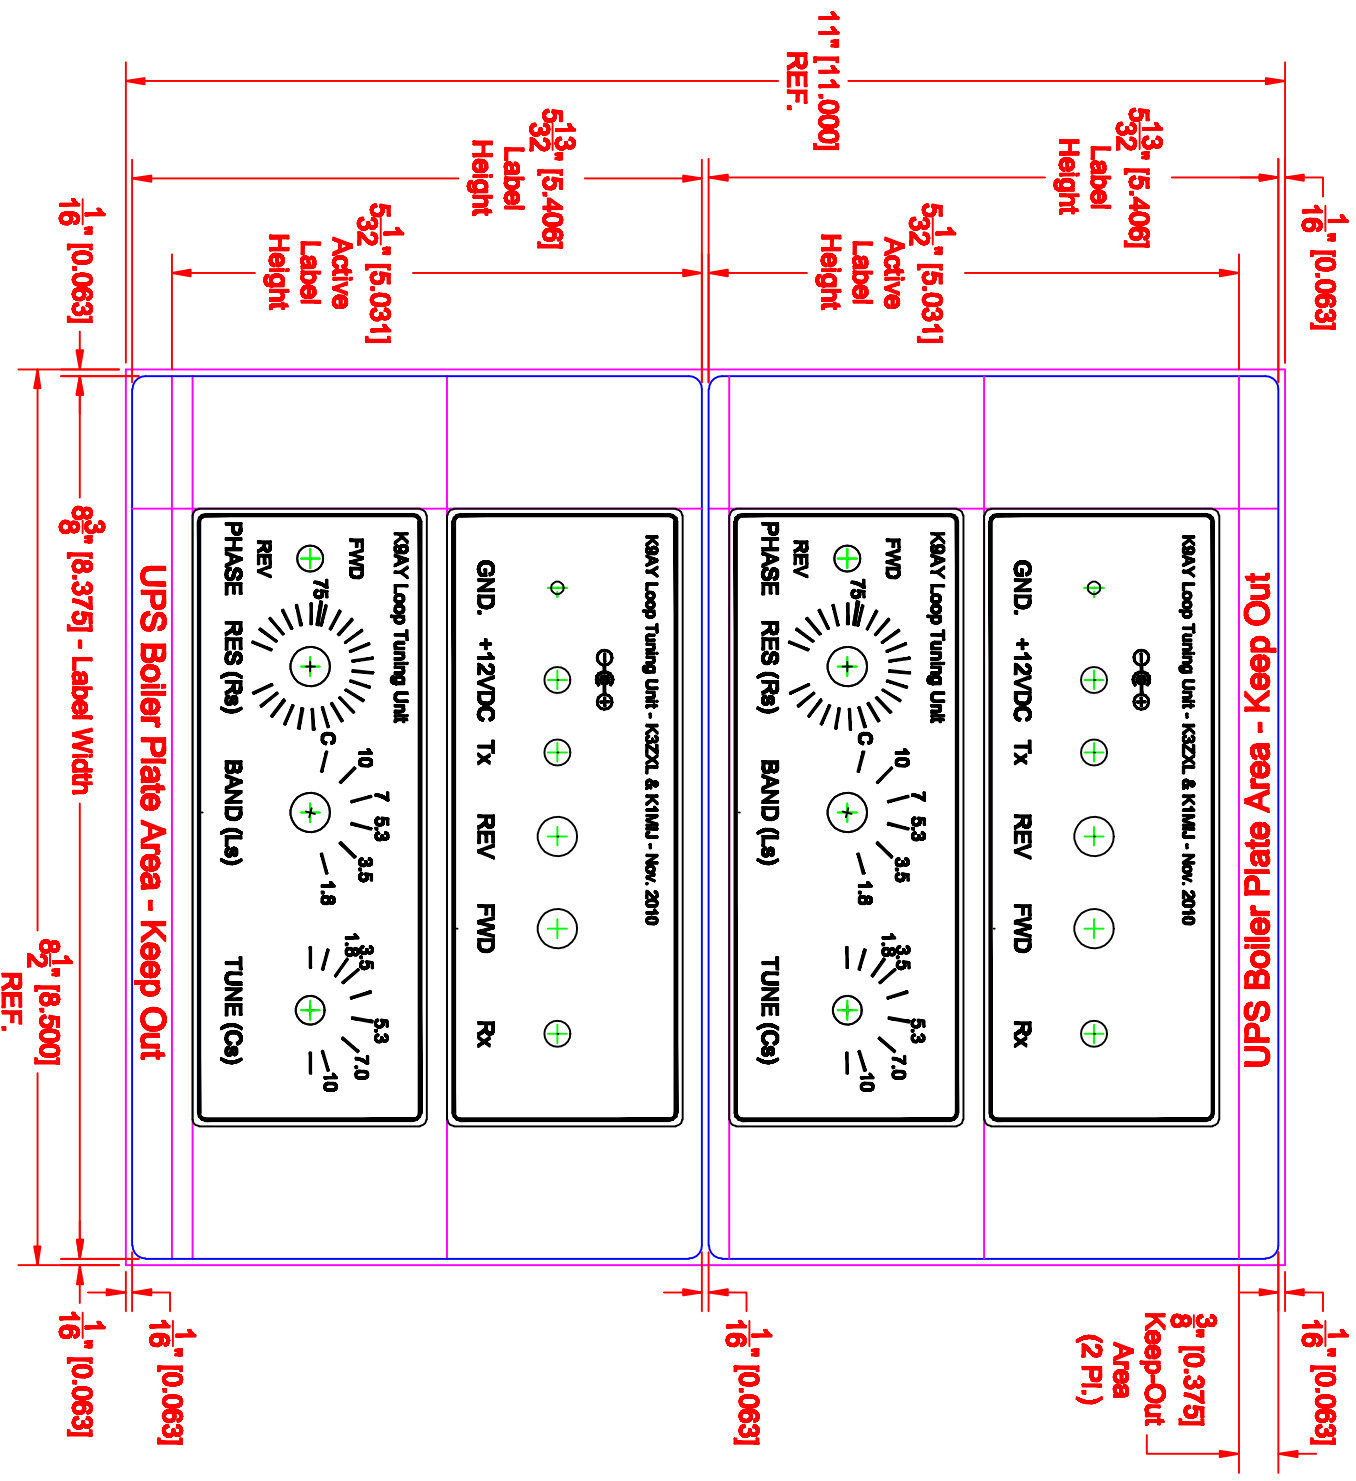 11" [11.000]
REF.
5 13/32" [5.406]
Label
Height
5 13/32" [5.406]
Label
Height
1/16" [0.063]
5 1/32" [5.031]
Active
Label
Height
5 1/32" [5.031]
Active
Label
Height
1/16" [0.063]
UPS Boiler Plate Area - Keep Out
K9AY Loop Tuning Unit - K3ZXL & K1MIJ - Nov. 2010
GND. +12VDC Tx REV FWD Rx
K9AY Loop Tuning Unit
FWD
REV
PHASE RES (Rs) BAND (Ls) TUNE (Cs)
75
C
10
7
5.3
3.5
1.8
1.8
3.5
5.3
7.0
10
K9AY Loop Tuning Unit - K3ZXL & K1MIJ - Nov. 2010
GND. +12VDC Tx REV FWD Rx
K9AY Loop Tuning Unit
FWD
REV
PHASE RES (Rs) BAND (Ls) TUNE (Cs)
75
C
10
7
5.3
3.5
1.8
1.8
3.5
5.3
7.0
10
UPS Boiler Plate Area - Keep Out
8 3/8" [8.375] - Label Width
8 1/2" [8.500]
REF.
1/16" [0.063]
3/8" [0.375]
Keep-Out
Area
(2 Pl.)
1/16" [0.063]
1/16" [0.063]
1/16" [0.063]